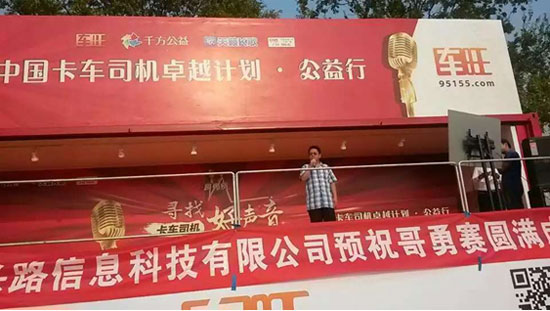 车旺 千方公益
中国卡车司机卓越计划·公益行
车旺
95155.com
寻找
卡车司机
好声音
卡车司机卓越计划·公益行
路信息科技有限公司预祝哥勇赛圆满